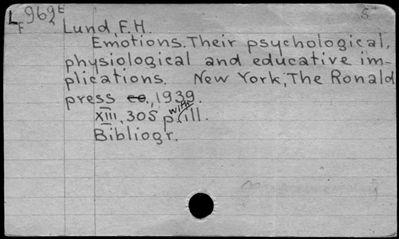 L962E
F
Lund, F.H.
Emotions. Their psychological,
physiological and educative im-
plications. New York, The Ronald
press co., 1939.
XIII, 305 p. with ill.
Bibliogr.